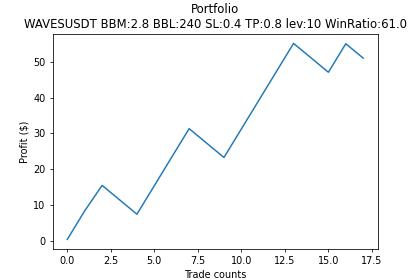 Portfolio
WAVESUSDT BBM:2.8 BBL:240 SL:0.4 TP:0.8 lev:10 WinRatio:61.0
50
40
30
20
10
0
Profit ($)
0.0 2.5 5.0 7.5 10.0 12.5 15.0 17.5
Trade counts